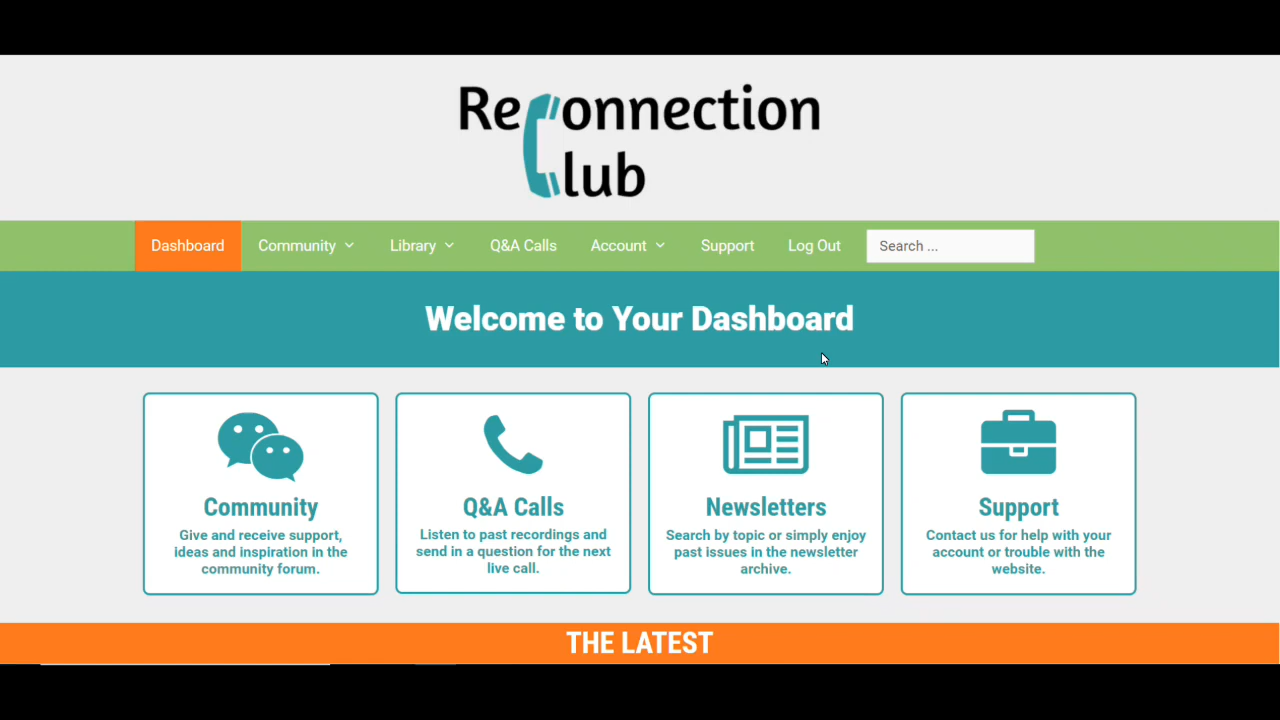 Reconnection
Club
Dashboard Community Library Q&A Calls Account Support Log Out Search ...
Welcome to Your Dashboard
Community
Give and receive support,
ideas and inspiration in the
community forum.
Q&A Calls
Listen to past recordings and
send in a question for the next
live call.
Newsletters
Search by topic or simply enjoy
past issues in the newsletter
archive.
Support
Contact us for help with your
account or trouble with the
website.
THE LATEST